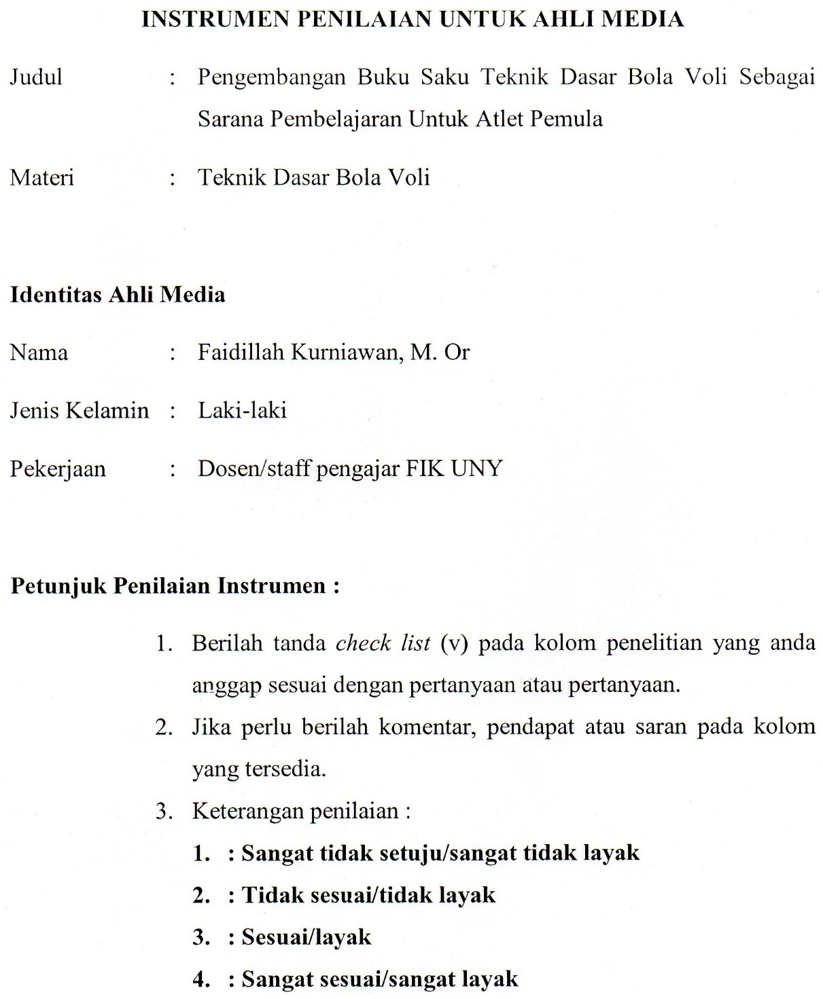 INSTRUMEN PENILAIAN UNTUK AHLI MEDIA
Judul : Pengembangan Buku Saku Teknik Dasar Bola Voli Sebagai
Sarana Pembelajaran Untuk Atlet Pemula
Materi : Teknik Dasar Bola Voli
Identitas Ahli Media
Nama : Faidillah Kurniawan, M. Or
Jenis Kelamin : Laki-laki
Pekerjaan : Dosen/staff pengajar FIK UNY
Petunjuk Penilaian Instrumen :
1. Berilah tanda check list (v) pada kolom penelitian yang anda
anggap sesuai dengan pertanyaan atau pertanyaan.
2. Jika perlu berilah komentar, pendapat atau saran pada kolom
yang tersedia.
3. Keterangan penilaian :
1. : Sangat tidak setuju/sangat tidak layak
2. : Tidak sesuai/tidak layak
3. : Sesuai/layak
4. : Sangat sesuai/sangat layak